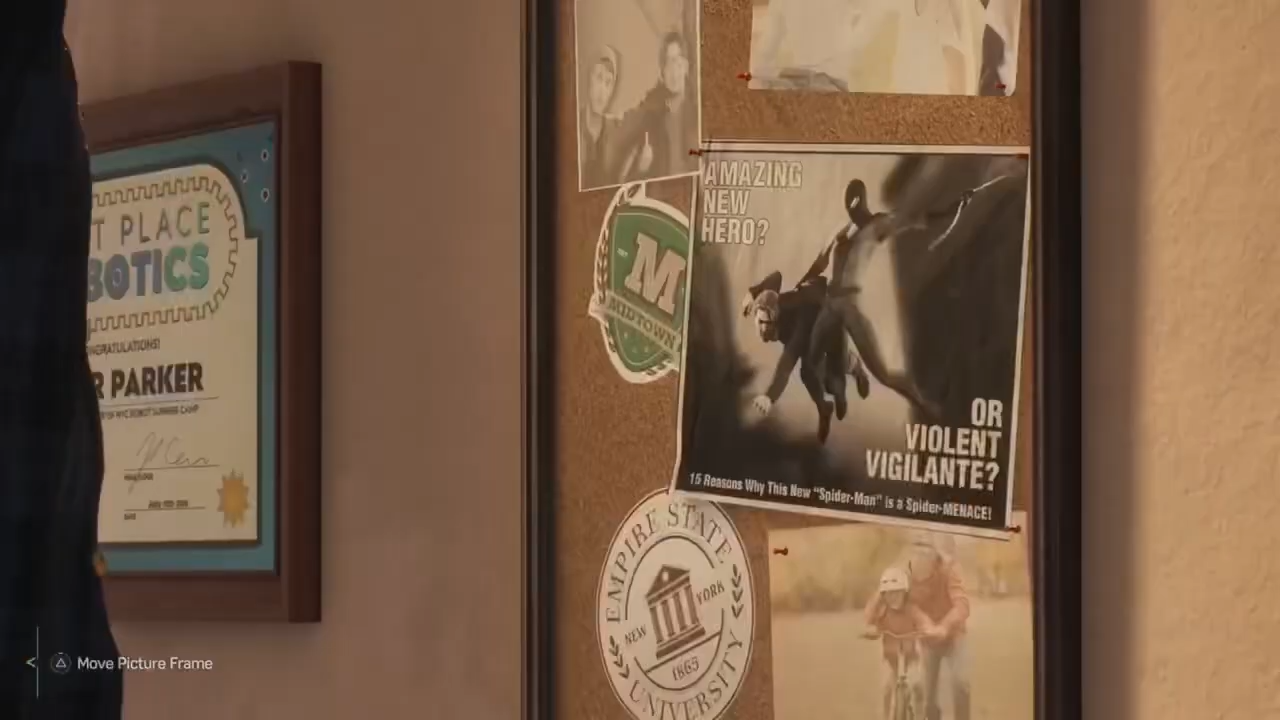 T PLACE
BOTICS
NGRATULATIONS!
R PARKER
AMAZING
NEW
HERO?
M
MIDTOWN
OR
VIOLENT
VIGILANTE?
15 Reasons Why This New "Spider-Man" is a Spider-MENACE!
EMPIRE STATE
NEW YORK
1865
UNIVERSITY
< Move Picture Frame